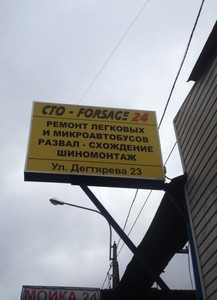 СТО - FORSAGE 24
РЕМОНТ ЛЕГКОВЫХ
И МИКРОАВТОБУСОВ
РАЗВАЛ - СХОЖДЕНИЕ
ШИНОМОНТАЖ
Ул. Дегтярева 23
МОЙКА 24